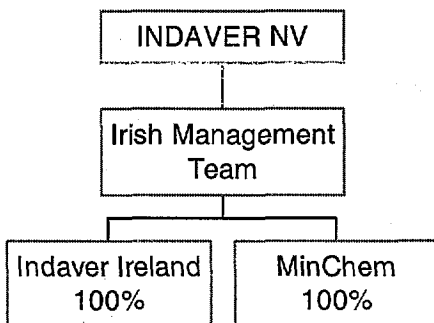 INDAVER NV
Irish Management
Team
Indaver Ireland
100%
MinChem
100%